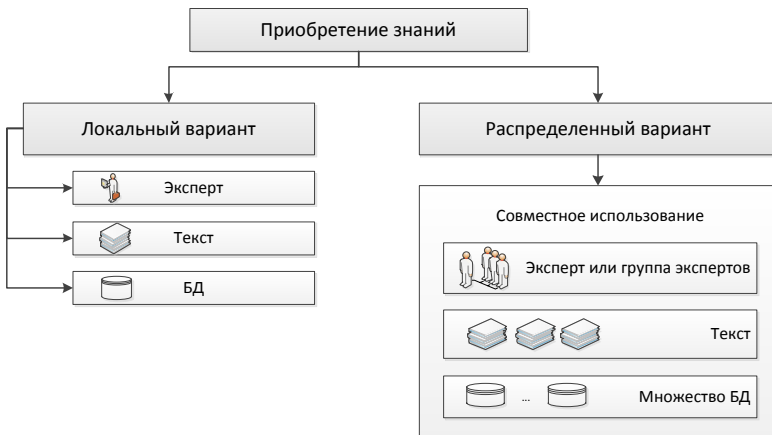 Приобретение знаний
Локальный вариант
Эксперт
Текст
БД
Распределенный вариант
Совместное использование
Эксперт или группа экспертов
Текст
... Множество БД